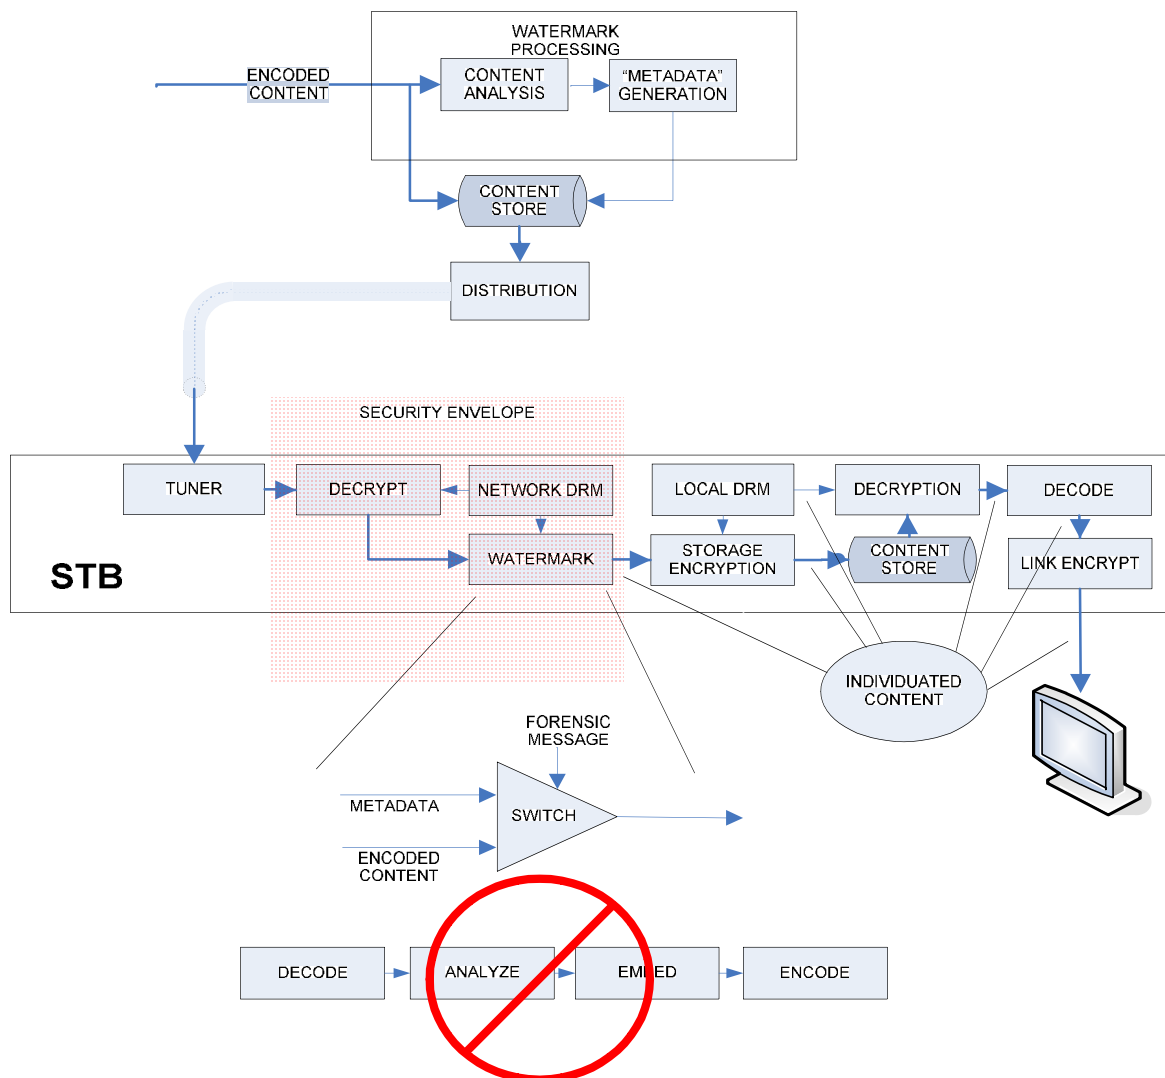 WATERMARK
PROCESSING
ENCODED
CONTENT
CONTENT
ANALYSIS
“METADATA”
GENERATION
CONTENT
STORE
DISTRIBUTION
SECURITY ENVELOPE
TUNER
DECRYPT
NETWORK DRM
LOCAL DRM
DECRYPTION
DECODE
WATERMARK
STORAGE
ENCRYPTION
CONTENT
STORE
LINK ENCRYPT
STB
INDIVIDUATED
CONTENT
FORENSIC
MESSAGE
METADATA
SWITCH
ENCODED
CONTENT
DECODE
ANALYZE
EMBED
ENCODE